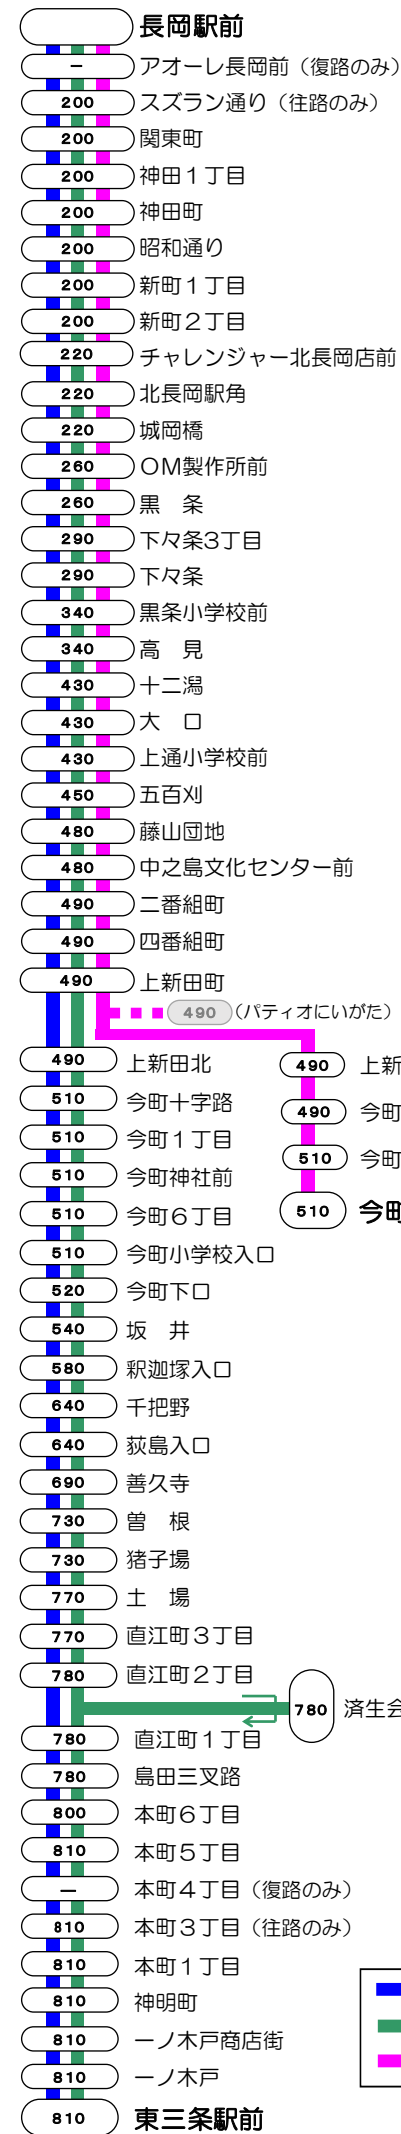 長岡駅前
－ アオーレ長岡前（復路のみ）
200 スズラン通り（往路のみ）
200 関東町
200 神田１丁目
200 神田町
200 昭和通り
200 新町１丁目
200 新町２丁目
220 チャレンジャー北長岡店前
220 北長岡駅角
220 城岡橋
260 ＯＭ製作所前
260 黒　条
290 下々条3丁目
290 下々条
340 黒条小学校前
340 高　見
430 十二潟
430 大　口
430 上通小学校前
450 五百刈
480 藤山団地
480 中之島文化センター前
490 二番組町
490 四番組町
490 上新田町
490（パティオにいがた）
490 上新田北
490 上新
510 今町十字路
490 今町
510 今町１丁目
510 今町
510 今町神社前
510 今町６丁目
510 今町
510 今町小学校入口
520 今町下口
540 坂　井
580 釈迦塚入口
640 千把野
640 荻島入口
690 善久寺
730 曽　根
730 猪子場
770 土　場
770 直江町３丁目
780 直江町２丁目
780 済生会
780 直江町１丁目
780 島田三叉路
800 本町６丁目
810 本町５丁目
－ 本町４丁目（復路のみ）
810 本町３丁目（往路のみ）
810 本町１丁目
810 神明町
810 一ノ木戸商店街
810 一ノ木戸
810 東三条駅前